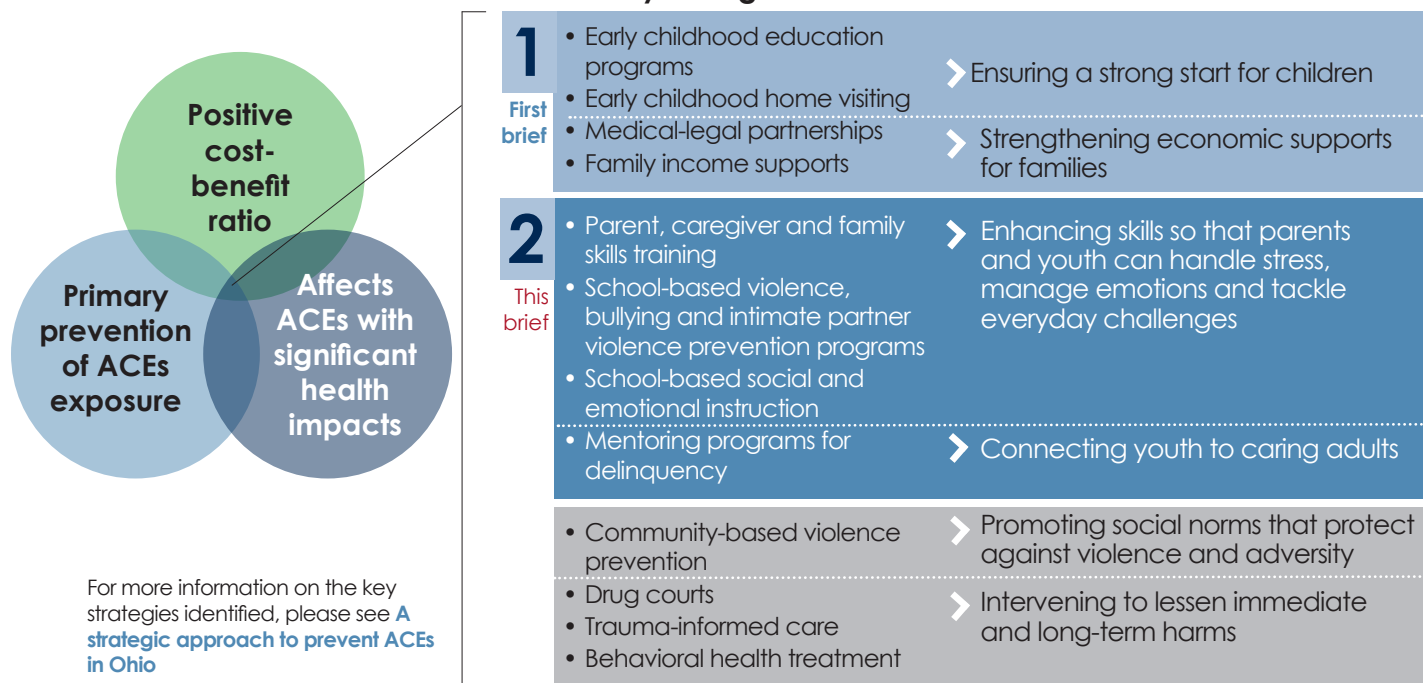 Positive
cost-
benefit
ratio
Primary
prevention
of ACEs
exposure
Affects
ACEs with
significant
health
impacts
For more information on the key
strategies identified, please see A
strategic approach to prevent ACEs
in Ohio
1
First
brief
• Early childhood education
programs
• Early childhood home visiting
Ensuring a strong start for children
• Medical-legal partnerships
• Family income supports
Strengthening economic supports
for families
2
This
brief
• Parent, caregiver and family
skills training
• School-based violence,
bullying and intimate partner
violence prevention programs
• School-based social and
emotional instruction
Enhancing skills so that parents
and youth can handle stress,
manage emotions and tackle
everyday challenges
• Mentoring programs for
delinquency
Connecting youth to caring adults
• Community-based violence
prevention
Promoting social norms that protect
against violence and adversity
• Drug courts
• Trauma-informed care
• Behavioral health treatment
Intervening to lessen immediate
and long-term harms